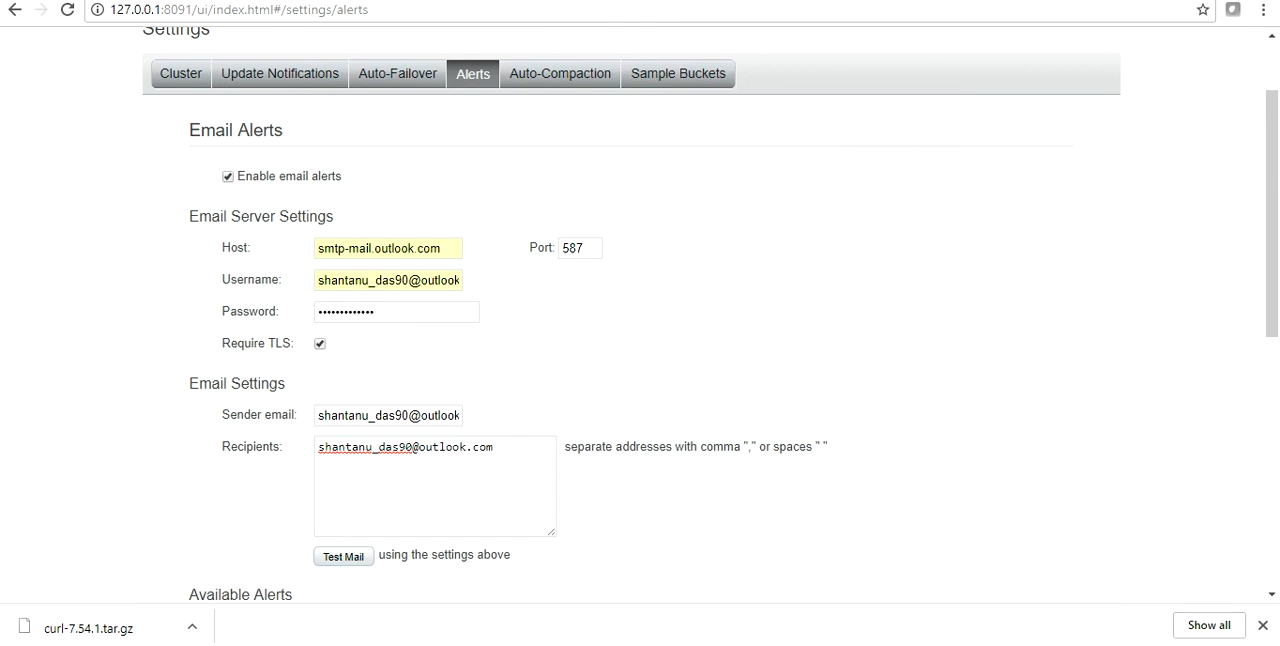 127.0.0.1:8091/ui/index.html#/settings/alerts
Settings
Cluster Update Notifications Auto-Failover Alerts Auto-Compaction Sample Buckets
Email Alerts
Enable email alerts
Email Server Settings
Host: smtp-mail.outlook.com Port: 587
Username: shantanu_das90@outlook
Password: •••••••••••••
Require TLS:
Email Settings
Sender email: shantanu_das90@outlook
Recipients: shantanu_das90@outlook.com separate addresses with comma "," or spaces " "
Test Mail using the settings above
Available Alerts
curl-7.54.1.tar.gz Show all